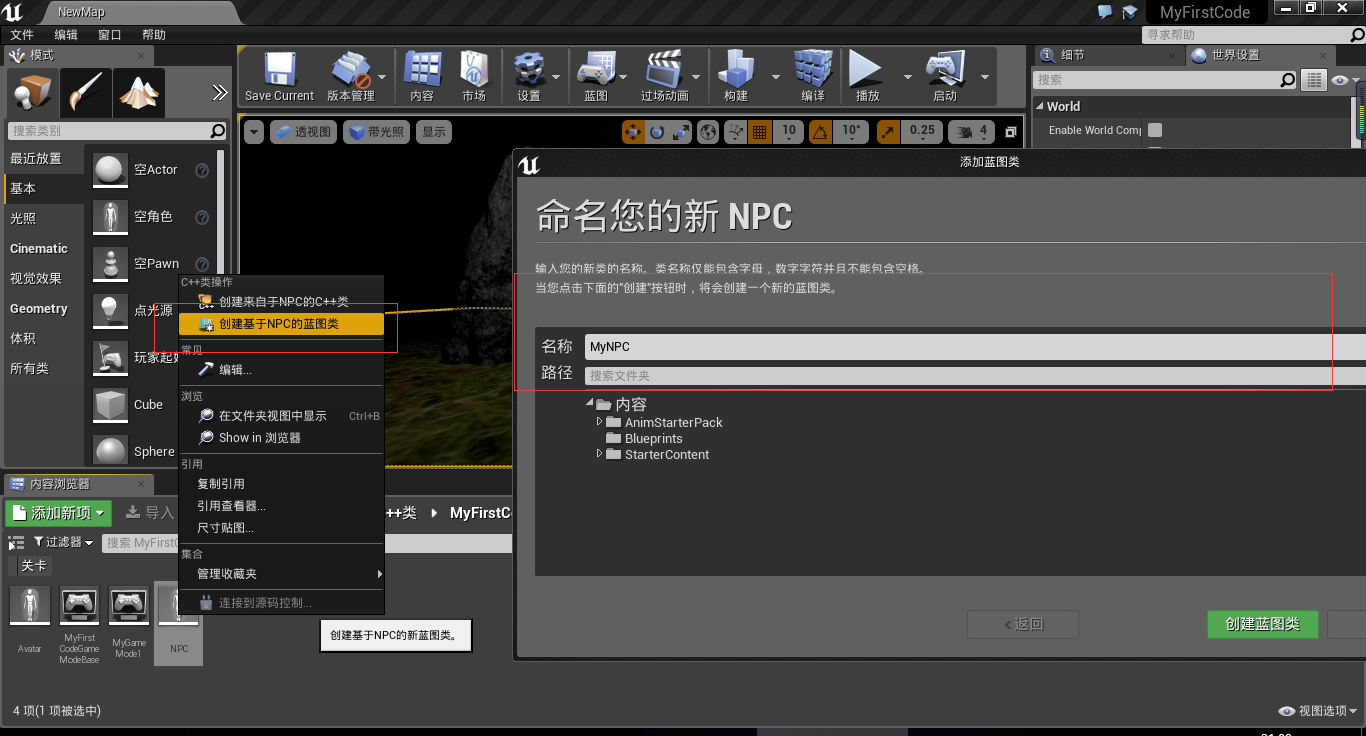 NewMap
MyFirstCode
文件 编辑 窗口 帮助
寻求帮助
模式
搜索类别
最近放置
基本
光照
Cinematic
视觉效果
Geometry
体积
所有类
空Actor
空角色
空Pawn
点光源
玩家起始
Cube
Sphere
Save Current 版本管理 内容 市场 设置 蓝图 过场动画 构建 编译 播放 启动
透视图 带光照 显示
10 10° 0.25 4
细节 世界设置
搜索
World
Enable World Comp
C++类操作
创建来自于NPC的C++类
创建基于NPC的蓝图类
常见
编辑...
浏览
在文件夹视图中显示 Ctrl+B
Show in 浏览器
引用
复制引用
引用查看器...
尺寸贴图...
集合
管理收藏夹
连接到源码控制...
创建基于NPC的新蓝图类。
添加蓝图类
命名您的新 NPC
输入您的新类的名称。类名称仅能包含字母，数字字符并且不能包含空格。
当您点击下面的"创建"按钮时，将会创建一个新的蓝图类。
名称 MyNPC
路径 搜索文件夹
内容
AnimStarterPack
Blueprints
StarterContent
返回
创建蓝图类
内容浏览器
添加新项 导入 ++类 MyFirstC
过滤器 搜索 MyFirstC
关卡
Avatar
MyFirst
CodeGame
ModeBase
MyGame
Mode1
NPC
4 项(1 项被选中)
视图选项